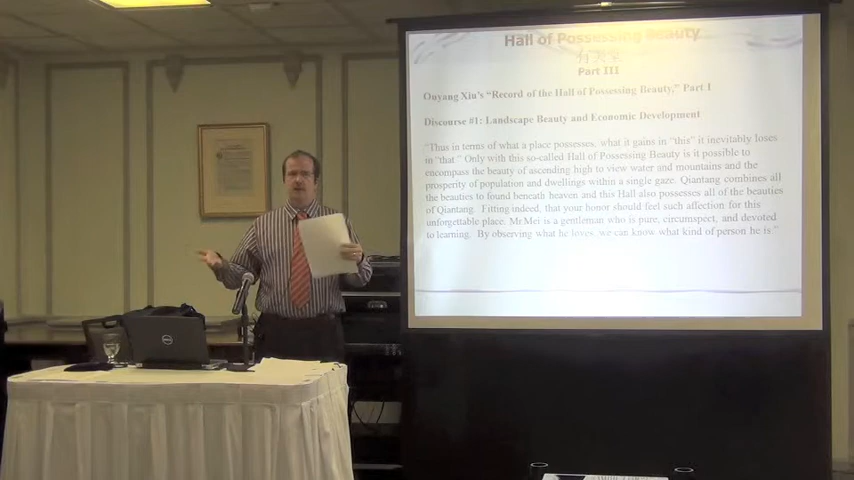 Hall of Possessing Beauty
有美堂
Part III
Ouyang Xiu's "Record of the Hall of Possessing Beauty," Part I
Discourse #1: Landscape Beauty and Economic Development
"Thus in terms of what a place possesses, what it gains in "this" it inevitably loses
in "that." Only with this so-called Hall of Possessing Beauty is it possible to
encompass the beauty of ascending high to view water and mountains and the
prosperity of population and dwellings within a single gaze. Qiantang combines all
the beauties to found beneath heaven and this Hall also possesses all of the beauties
of Qiantang. Fitting indeed, that your honor should feel such affection for this
unforgettable place. Mr Mei is a gentleman who is pure, circumspect, and devoted
to learning. By observing what he loves, we can know what kind of person he is."
DELL